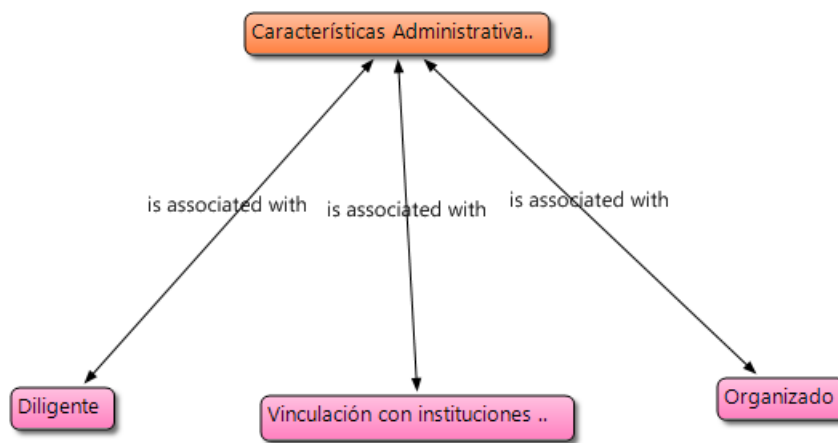 Características Administrativa..
is associated with
is associated with
is associated with
Diligente
Vinculación con instituciones ..
Organizado